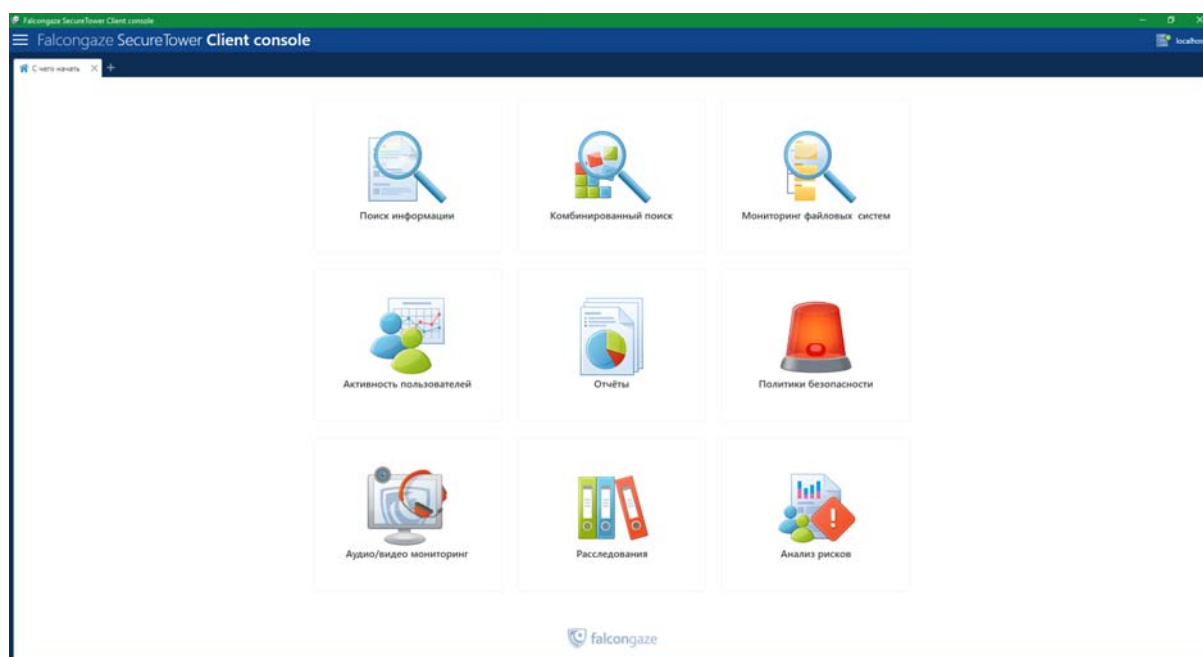 Falcongaze SecureTower Client console
Falcongaze SecureTower Client console
localhos
С чего начать
Поиск информации
Комбинированный поиск
Мониторинг файловых систем
Активность пользователей
Отчёты
Политики безопасности
Аудио/видео мониторинг
Расследования
Анализ рисков
falcongaze